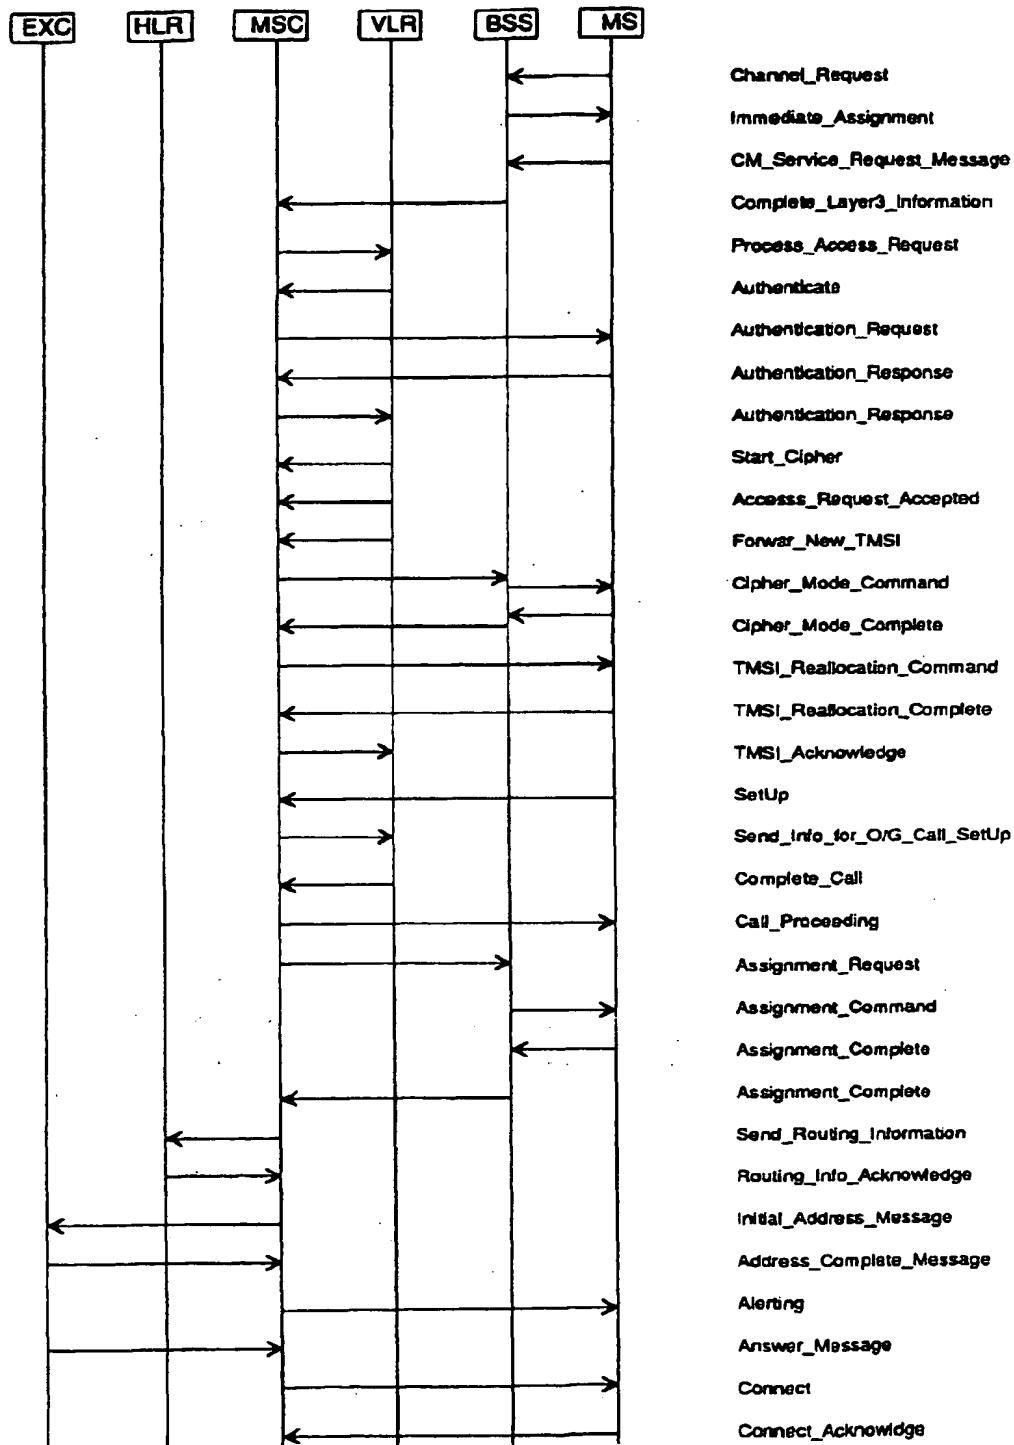 EXC HLR MSC VLR BSS MS
Channel_Request
Immediate_Assignment
CM_Service_Request_Message
Complete_Layer3_Information
Process_Access_Request
Authenticate
Authentication_Request
Authentication_Response
Authentication_Response
Start_Cipher
Accesss_Request_Accepted
Forwar_New_TMSI
Cipher_Mode_Command
Cipher_Mode_Complete
TMSI_Reallocation_Command
TMSI_Reallocation_Complete
TMSI_Acknowledge
SetUp
Send_Info_for_O/G_Call_SetUp
Complete_Call
Call_Proceeding
Assignment_Request
Assignment_Command
Assignment_Complete
Assignment_Complete
Send_Routing_Information
Routing_Info_Acknowledge
Initial_Address_Message
Address_Complete_Message
Alerting
Answer_Message
Connect
Connect_Acknowldge